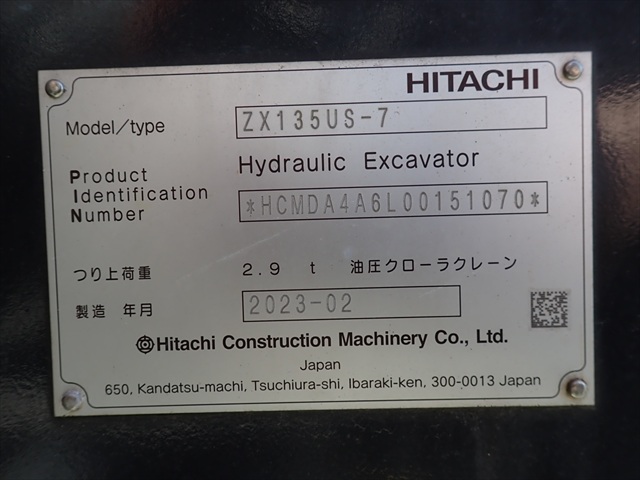 HITACHI
Model/type ZX135US-7
Hydraulic Excavator
Product
Identification
Number *HCMDA4A6L00151070*
つり上荷重 2.9 t 油圧クローラクレーン
製造 年月 2023-02
Hitachi Construction Machinery Co., Ltd.
Japan
650, Kandatsu-machi, Tsuchiura-shi, Ibaraki-ken, 300-0013 Japan